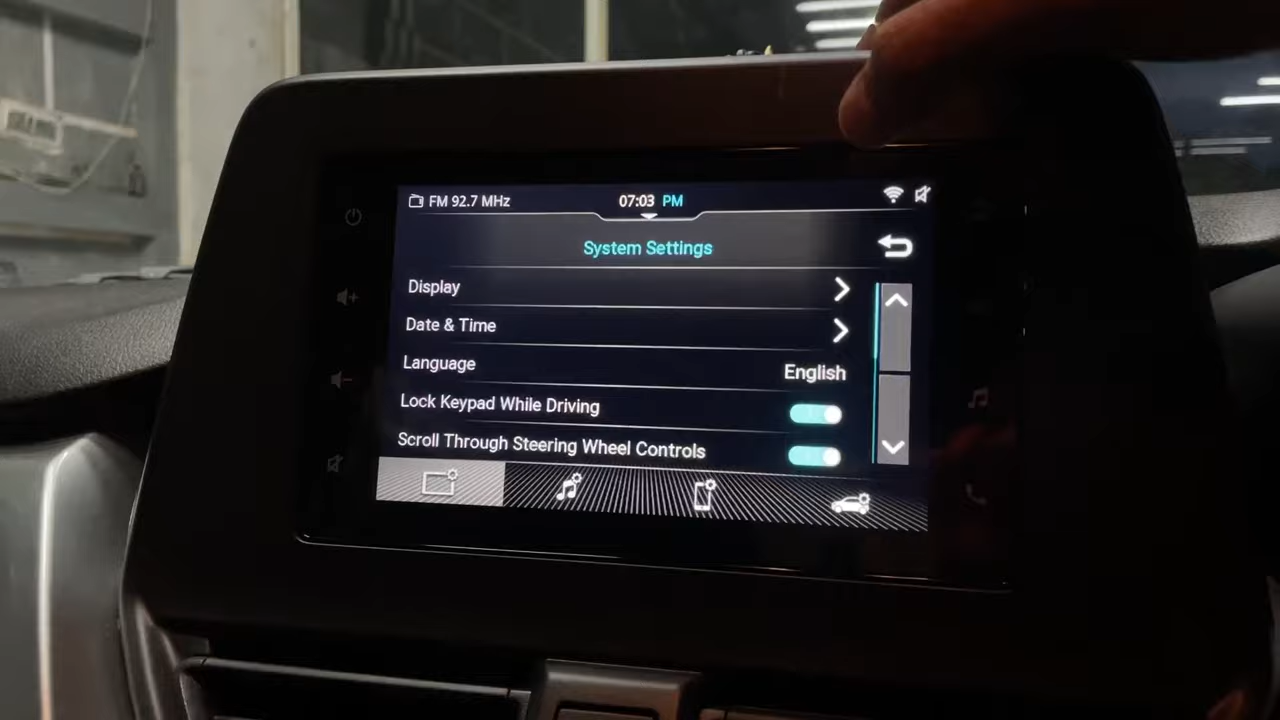 FM 92.7 MHz
07:03 PM
System Settings
Display
Date & Time
Language English
Lock Keypad While Driving
Scroll Through Steering Wheel Controls